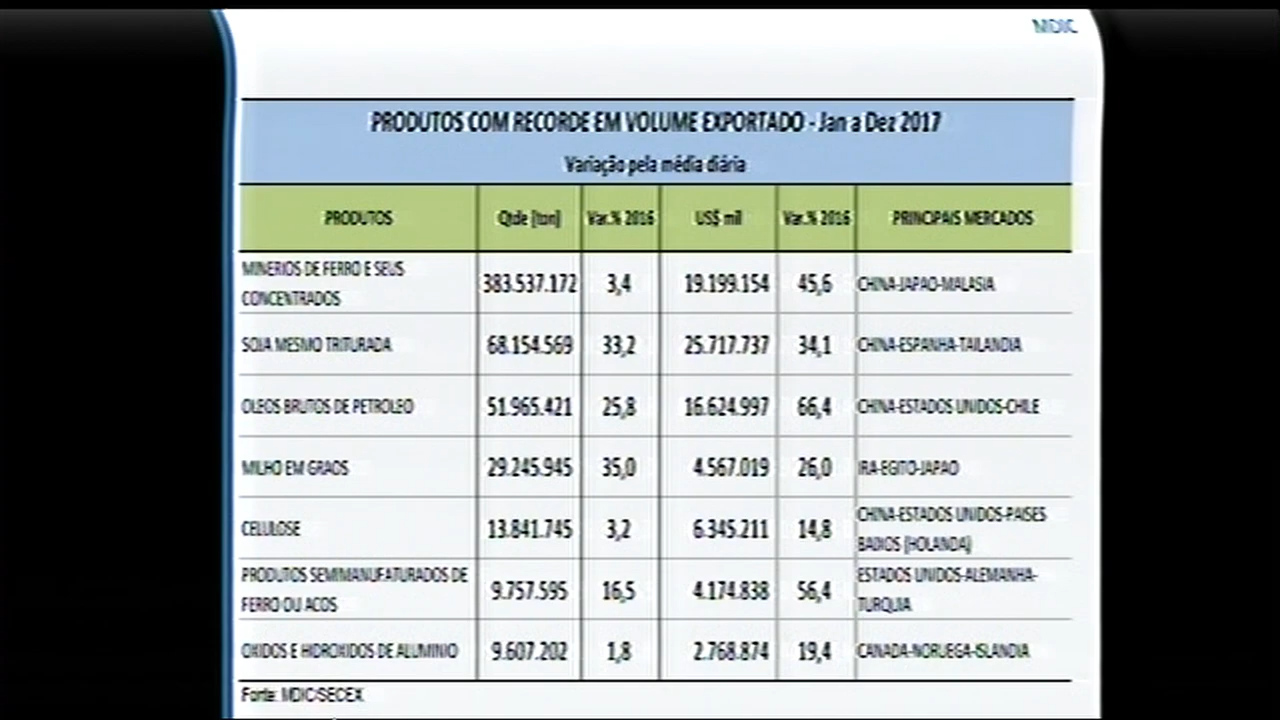 MDIC
PRODUTOS COM RECORDE EM VOLUME EXPORTADO - Jan a Dez 2017
Variação pela média diária
PRODUTOS Qtde (ton) Var.% 2016 US$ mil Var.% 2016 PRINCIPAIS MERCADOS
MINERIOS DE FERRO E SEUS
CONCENTRADOS 383.537.172 3,4 19.199.154 45,6 CHINA-JAPAO-MALASIA
SOJA MESMO TRITURADA 68.154.569 33,2 25.717.737 34,1 CHINA-ESPANHA-TAILANDIA
OLEOS BRUTOS DE PETROLEO 51.965.421 25,8 16.624.997 66,4 CHINA-ESTADOS UNIDOS-CHILE
MILHO EM GRAOS 29.245.945 35,0 4.567.019 26,0 IRA-EGITO-JAPAO
CELULOSE 13.841.745 3,2 6.345.211 14,8 CHINA-ESTADOS UNIDOS-PAISES
BAIXOS (HOLANDA)
PRODUTOS SEMIMANUFATURADOS DE
FERRO OU ACOS 9.757.595 16,5 4.174.838 56,4 ESTADOS UNIDOS-ALEMANHA-
TURQUIA
OXIDOS E HIDROXIDOS DE ALUMINIO 9.607.202 1,8 2.768.874 19,4 CANADA-NORUEGA-ISLANDIA
Fonte: MDIC/SECEX